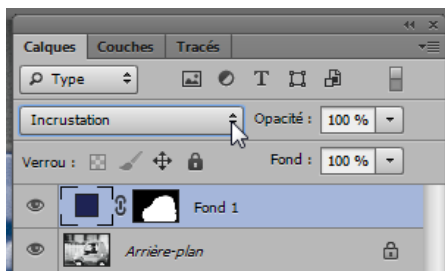 Calques Couches Tracés
Type T
Incrustation Opacité : 100 %
Verrou : Fond : 100 %
Fond 1
Arrière-plan